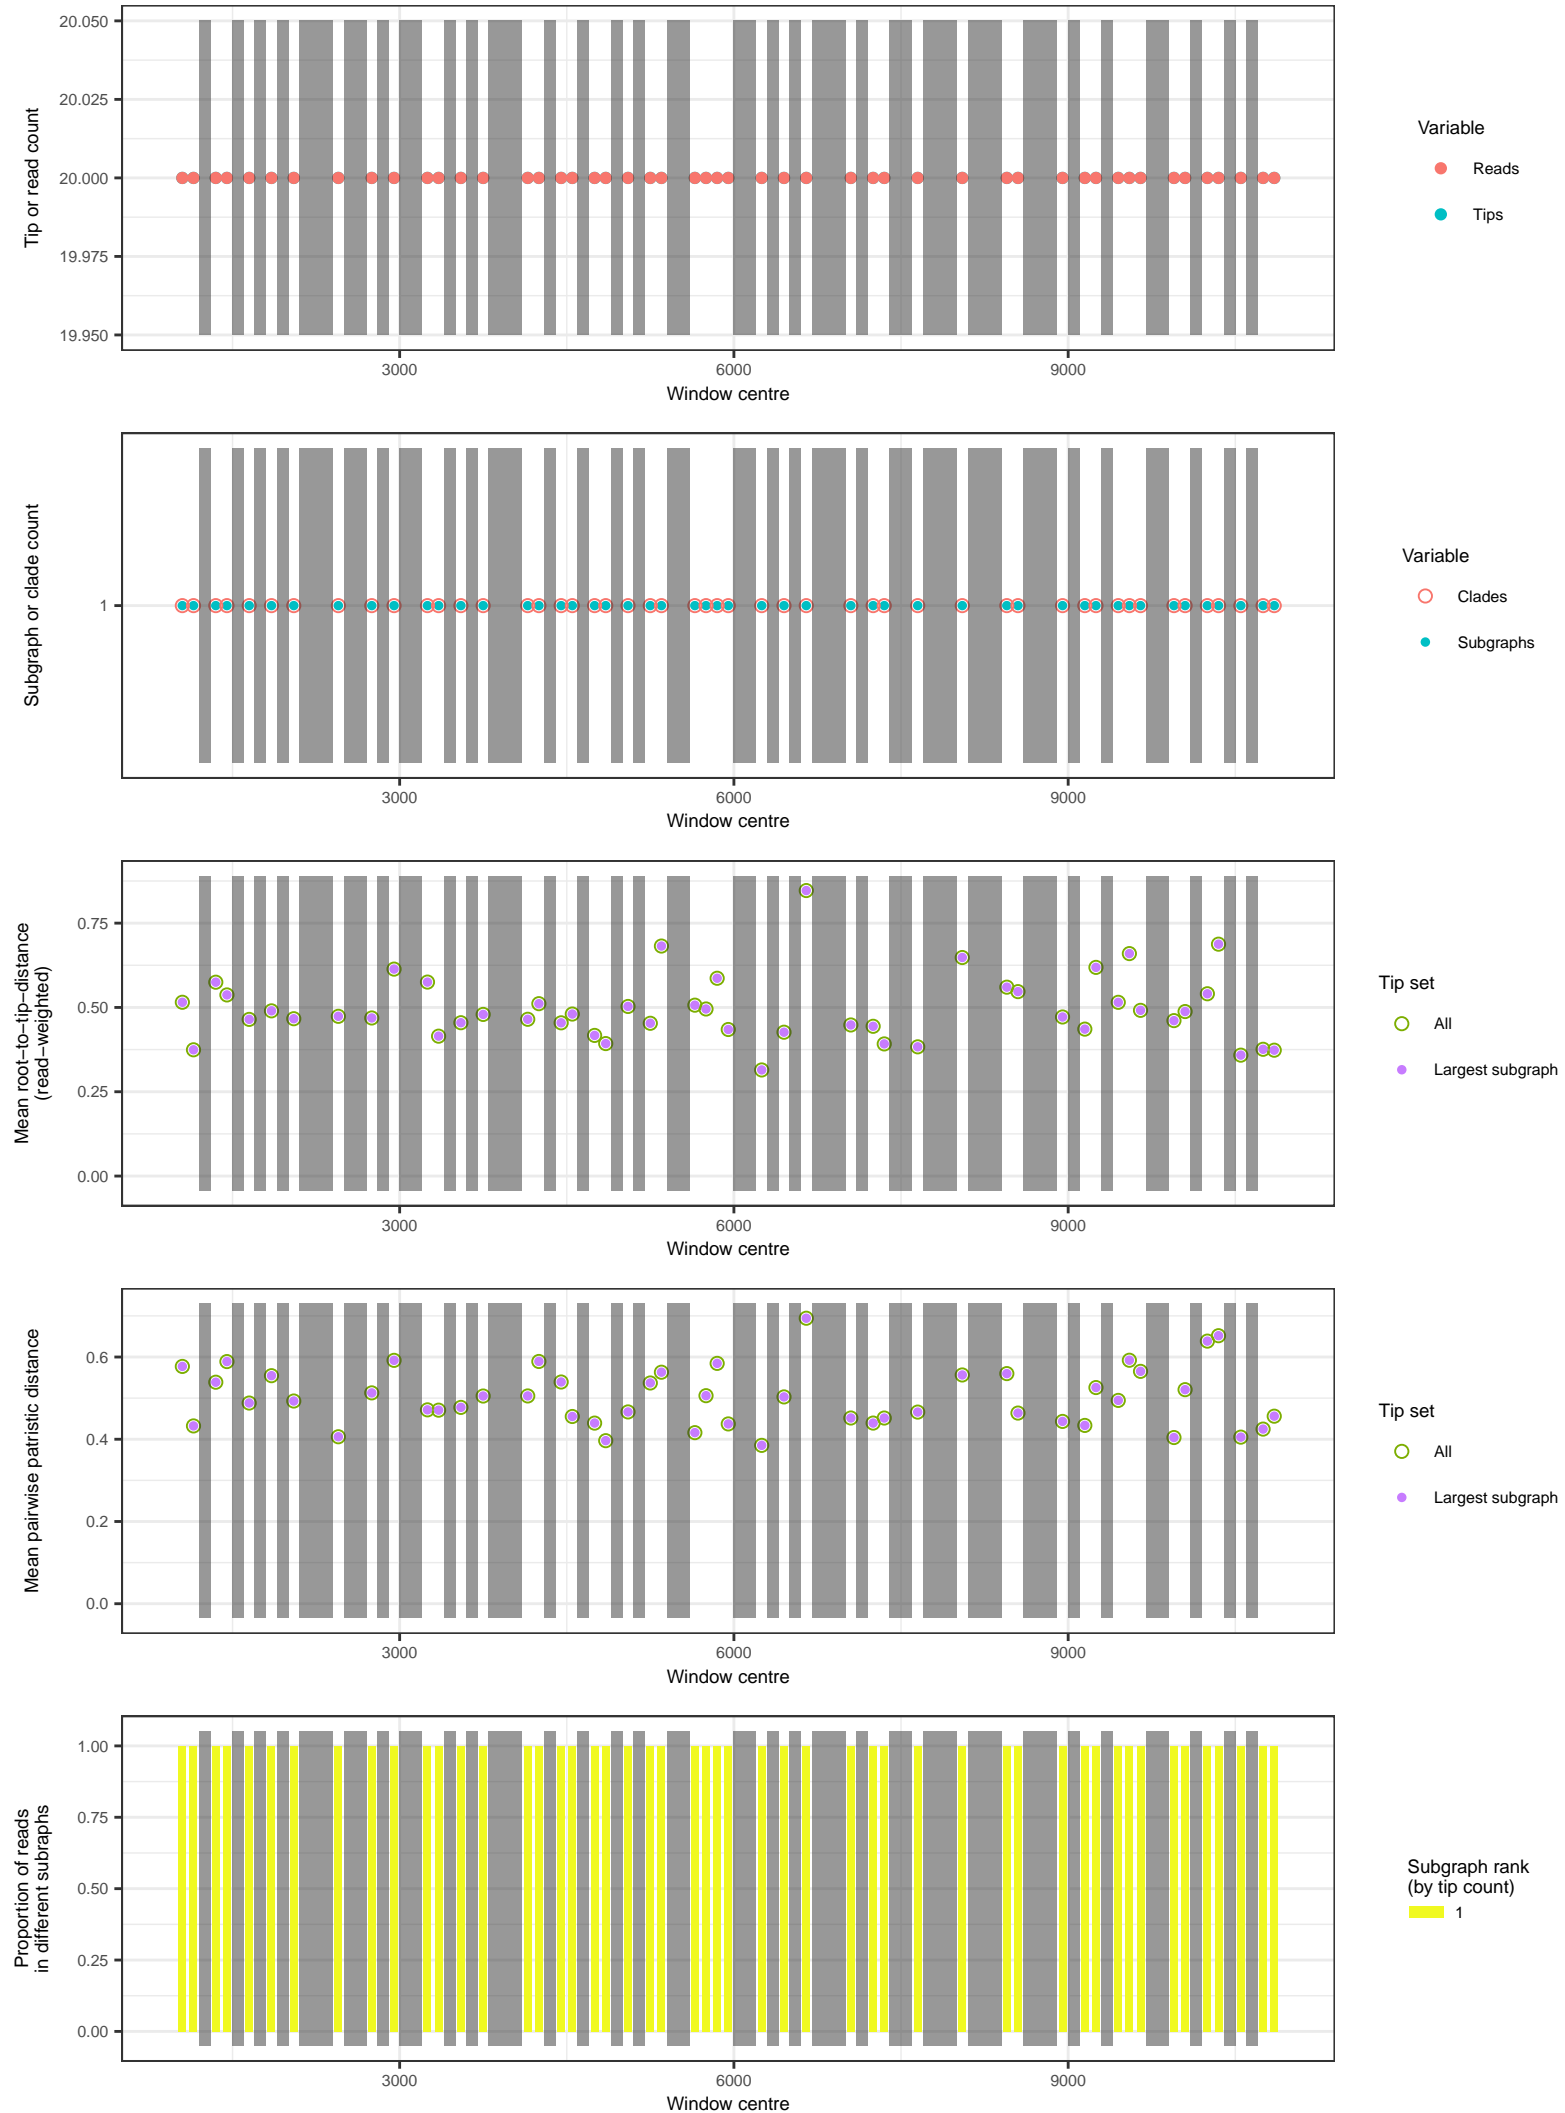 20.050
20.025
20.000
19.975
19.950
Tip or read count
3000
6000
9000
Window centre
Variable
Reads
Tips
1
Subgraph or clade count
3000
6000
9000
Window centre
Variable
Clades
Subgraphs
0.75
0.50
0.25
0.00
Mean root−to−tip−distance
(read−weighted)
3000
6000
9000
Window centre
Tip set
All
Largest subgraph
0.6
0.4
0.2
0.0
Mean pairwise patristic distance
3000
6000
9000
Window centre
Tip set
All
Largest subgraph
1.00
0.75
0.50
0.25
0.00
Proportion of reads
in different subraphs
3000
6000
9000
Window centre
Subgraph rank
(by tip count)
1